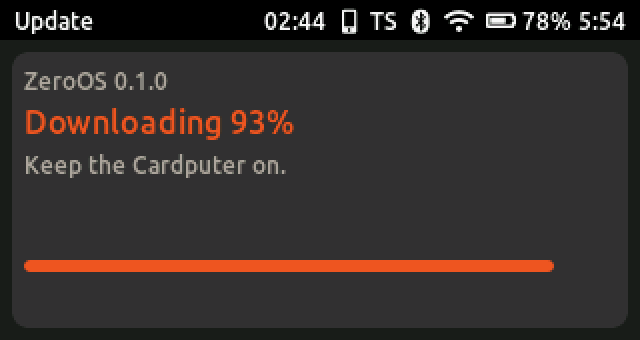 Update 02:44 TS 78% 5:54
ZeroOS 0.1.0
Downloading 93%
Keep the Cardputer on.